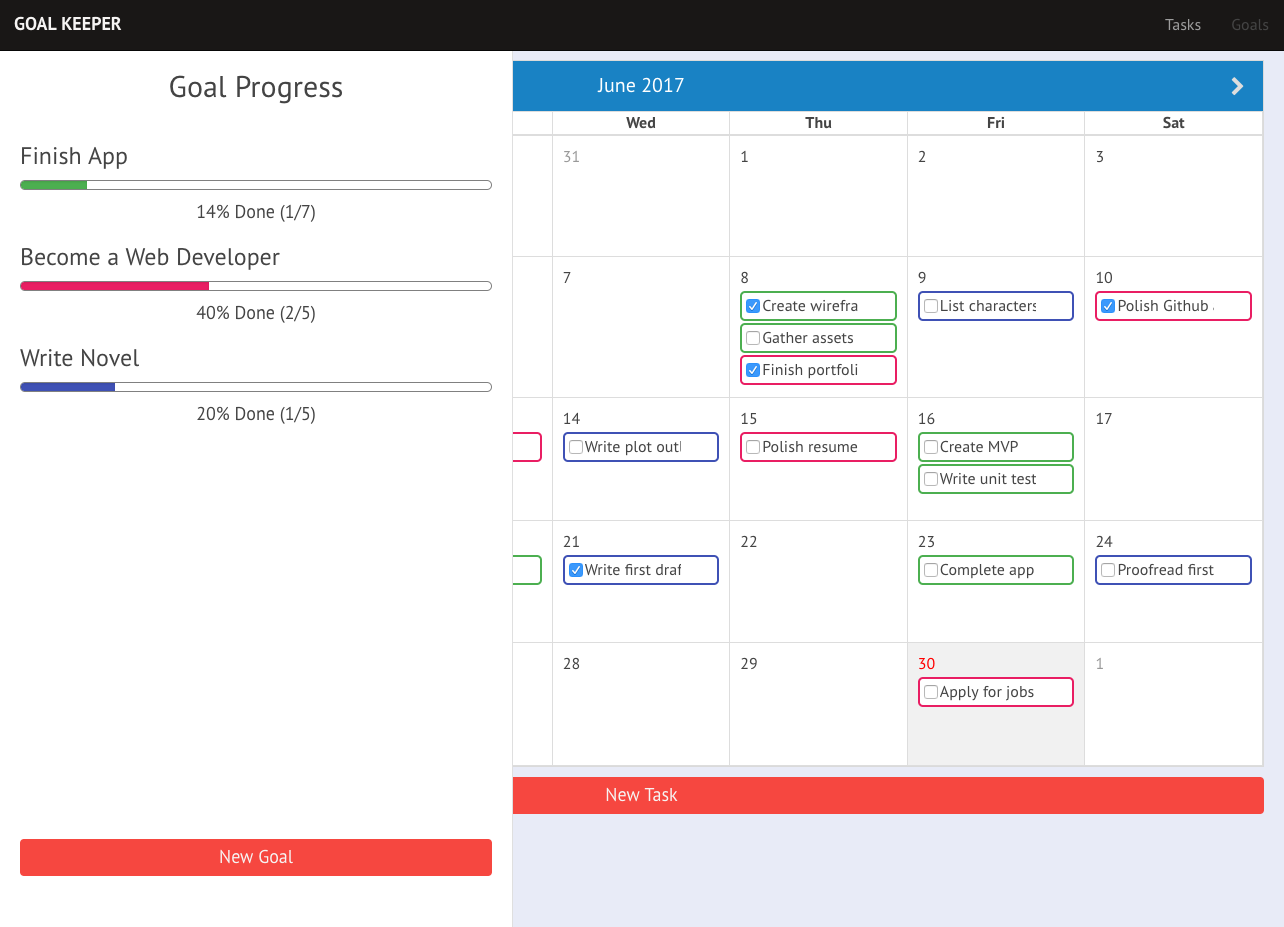 GOAL KEEPER
Tasks
Goals
Goal Progress
Finish App
14% Done (1/7)
Become a Web Developer
40% Done (2/5)
Write Novel
20% Done (1/5)
New Goal
June 2017
Wed Thu Fri Sat
31 1 2 3
7 8 9 10
Create wirefra
List characters
Polish Github
Gather assets
Finish portfoli
14 15 16 17
Write plot outl
Polish resume
Create MVP
Write unit test
21 22 23 24
Write first draf
Complete app
Proofread first
28 29 30 1
Apply for jobs
New Task